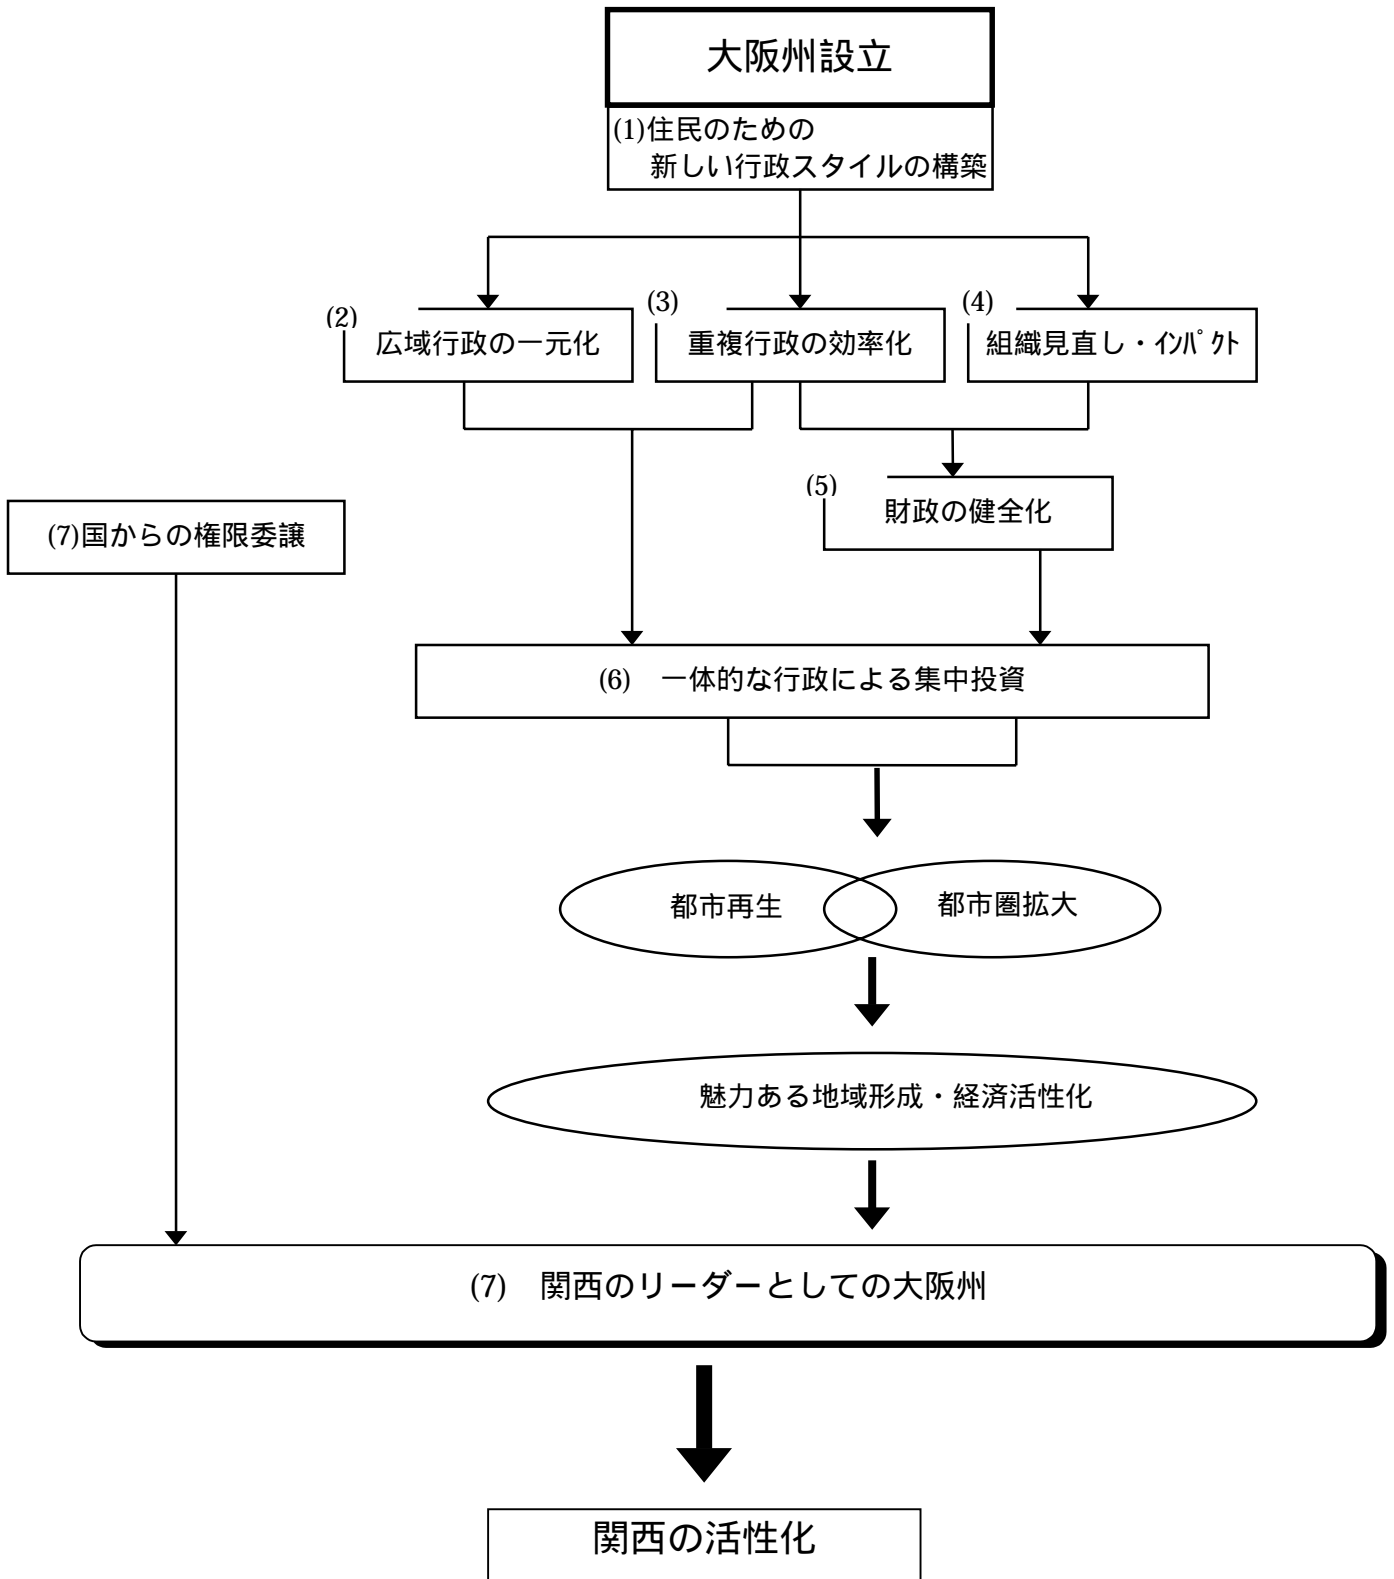 大阪州設立
(1)住民のための
新しい行政スタイルの構築
(2)
広域行政の一元化
(3)
重複行政の効率化
(4)
組織見直し・ｲﾝﾊﾟｸﾄ
(5)
財政の健全化
(7)国からの権限委譲
(6)　一体的な行政による集中投資
都市再生
都市圏拡大
魅力ある地域形成・経済活性化
(7)　関西のリーダーとしての大阪州
関西の活性化